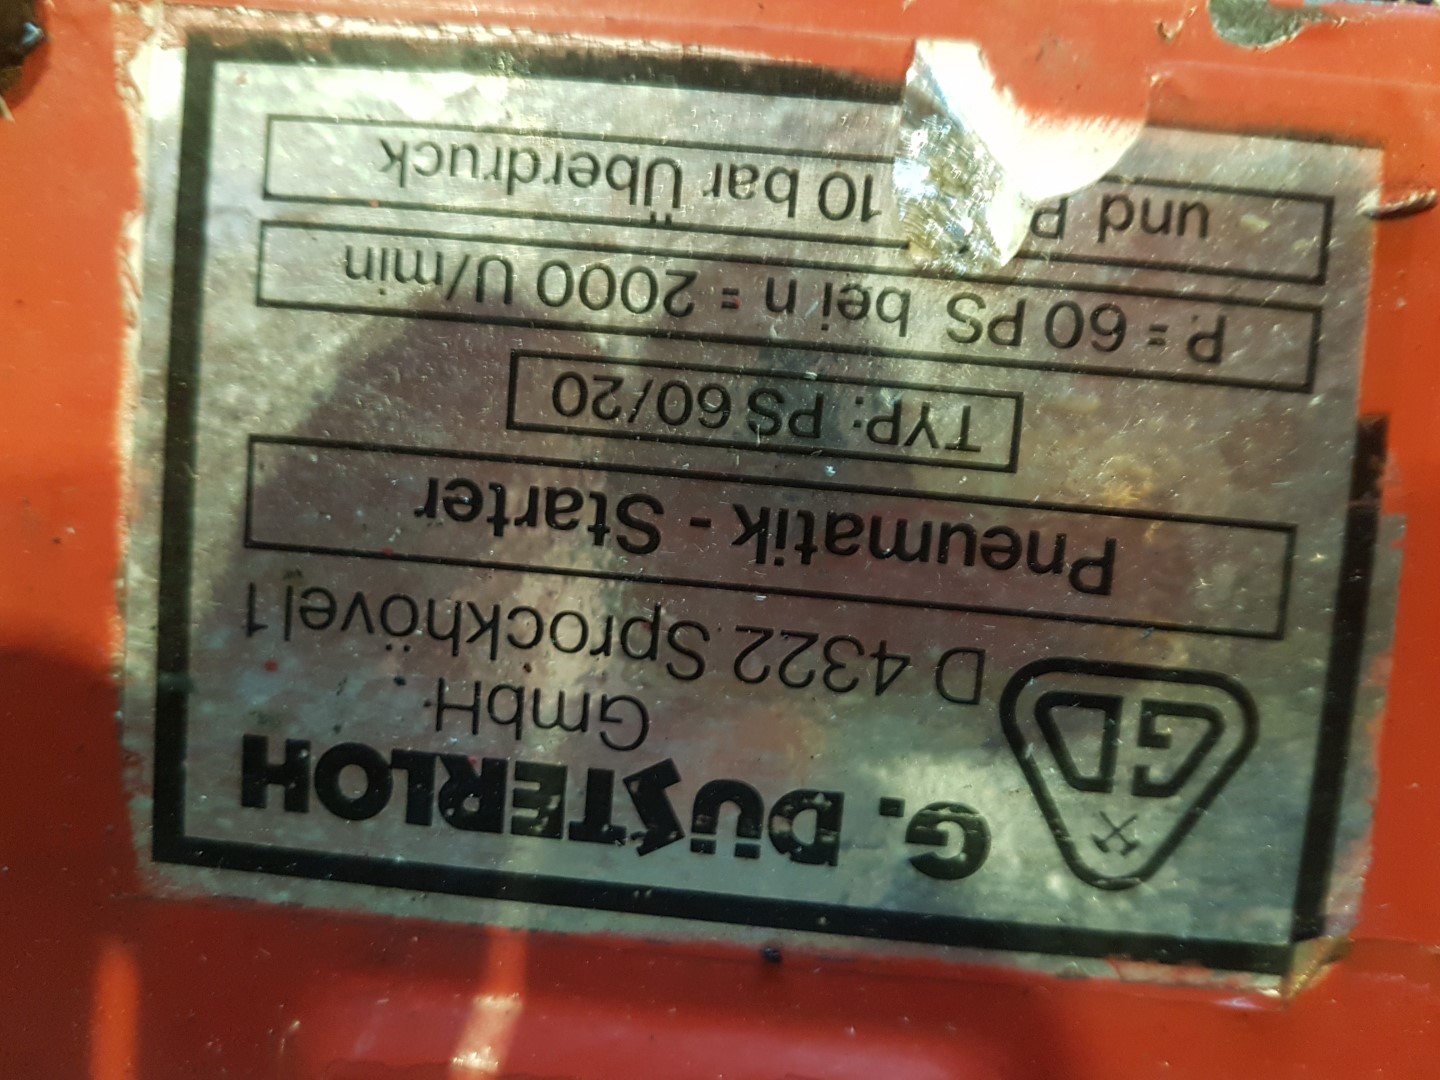 G. DÜSTERLOH
GmbH
GD
D 4322 Sprockhövel 1
Pneumatik - Starter
TYP: PS 60/20
P = 60 PS bei n = 2000 U/min
und P 10 bar Überdruck